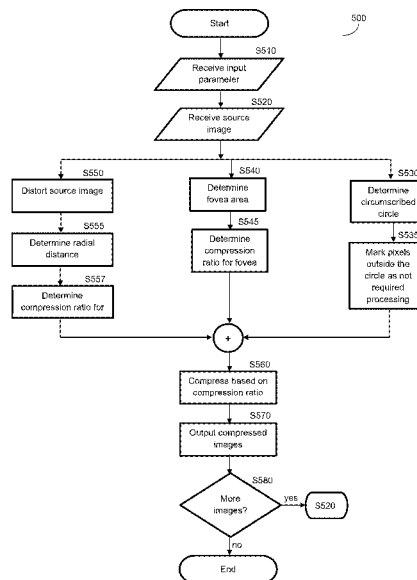 Start
500
S510
Receive input
parameter
S520
Receive source
image
S550
Distort source image
S555
Determine radial
distance
S557
Determine
compression ratio for
S540
Determine
fovea area
S545
Determine
compression
ratio for fovea
S530
Determine
circumscribed
circle
S535
Mark pixels
outside the
circle as not
required
processing
+
S560
Compress based on
compression ratio
S570
Output compressed
images
S580
More
images?
yes
S520
no
End